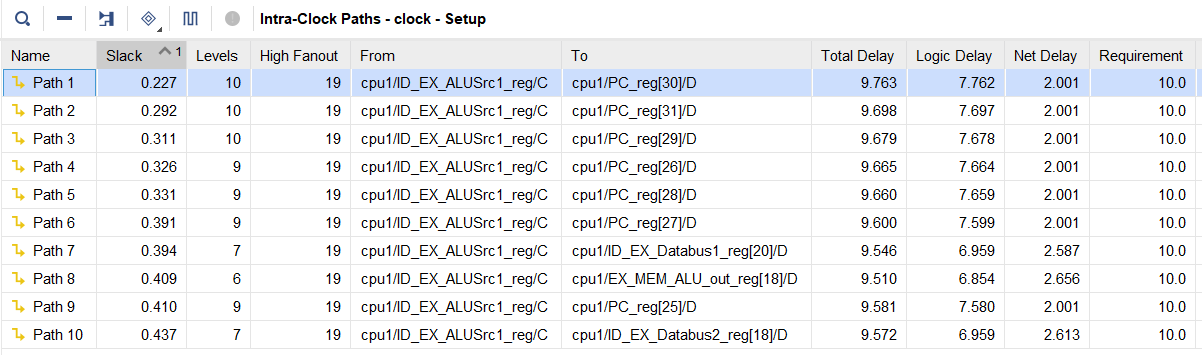 Intra-Clock Paths - clock - Setup
Name Slack 1 Levels High Fanout From To Total Delay Logic Delay Net Delay Requirement
Path 1 0.227 10 19 cpu1/ID_EX_ALUSrc1_reg/C cpu1/PC_reg[30]/D 9.763 7.762 2.001 10.0
Path 2 0.292 10 19 cpu1/ID_EX_ALUSrc1_reg/C cpu1/PC_reg[31]/D 9.698 7.697 2.001 10.0
Path 3 0.311 10 19 cpu1/ID_EX_ALUSrc1_reg/C cpu1/PC_reg[29]/D 9.679 7.678 2.001 10.0
Path 4 0.326 9 19 cpu1/ID_EX_ALUSrc1_reg/C cpu1/PC_reg[26]/D 9.665 7.664 2.001 10.0
Path 5 0.331 9 19 cpu1/ID_EX_ALUSrc1_reg/C cpu1/PC_reg[28]/D 9.660 7.659 2.001 10.0
Path 6 0.391 9 19 cpu1/ID_EX_ALUSrc1_reg/C cpu1/PC_reg[27]/D 9.600 7.599 2.001 10.0
Path 7 0.394 7 19 cpu1/ID_EX_ALUSrc1_reg/C cpu1/ID_EX_Databus1_reg[20]/D 9.546 6.959 2.587 10.0
Path 8 0.409 6 19 cpu1/ID_EX_ALUSrc1_reg/C cpu1/EX_MEM_ALU_out_reg[18]/D 9.510 6.854 2.656 10.0
Path 9 0.410 9 19 cpu1/ID_EX_ALUSrc1_reg/C cpu1/PC_reg[25]/D 9.581 7.580 2.001 10.0
Path 10 0.437 7 19 cpu1/ID_EX_ALUSrc1_reg/C cpu1/ID_EX_Databus2_reg[18]/D 9.572 6.959 2.613 10.0